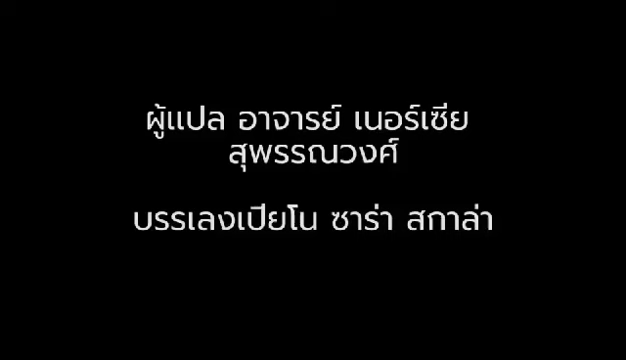 ผู้แปล อาจารย์ เนอร์เซีย
สุพรรณวงศ์
บรรเลงเปียโน ซาร่า สกาล่า